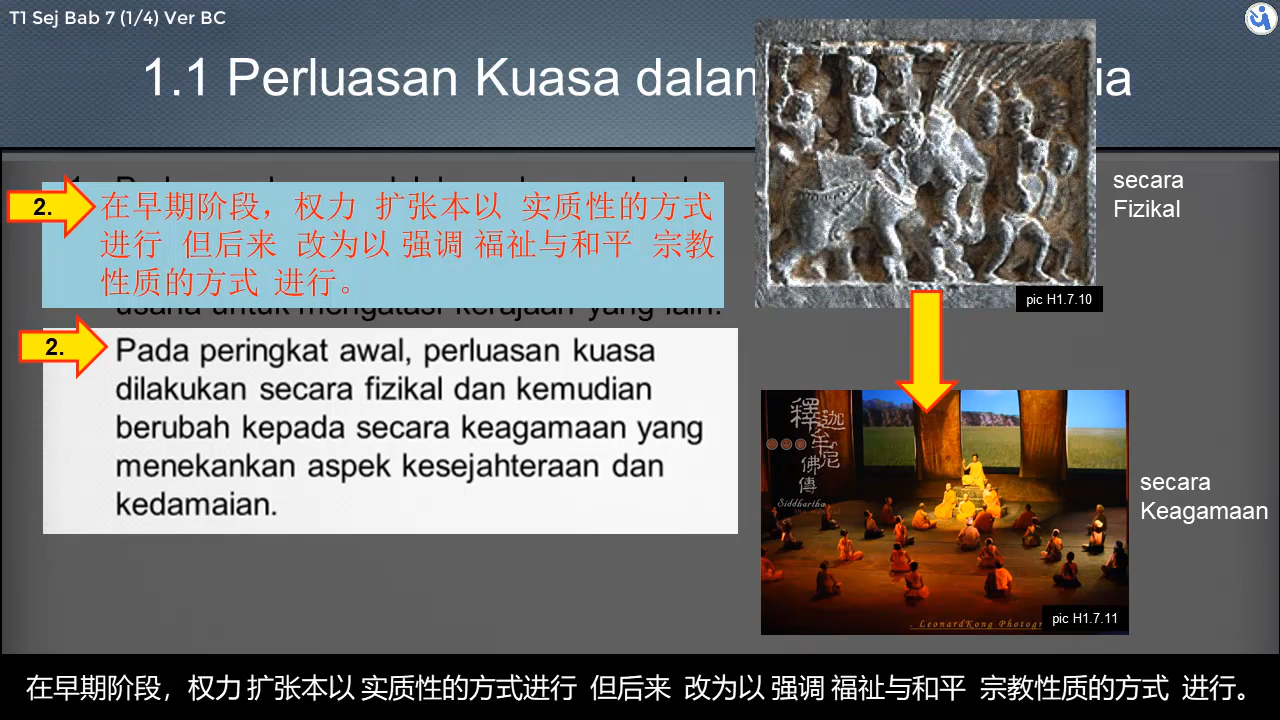 T1 Sej Bab 7 (1/4) Ver BC
1.1 Perluasan Kuasa dalam ia
secara
Fizikal
2.
在早期阶段，权力 扩张本以 实质性的方式
进行 但后来 改为以 强调 福祉与和平 宗教
性质的方式 进行。
usaha untuk mengatasi kerajaan yang lain.
pic H1.7.10
2.
Pada peringkat awal, perluasan kuasa
dilakukan secara fizikal dan kemudian
berubah kepada secara keagamaan yang
menekankan aspek kesejahteraan dan
kedamaian.
釋迦牟尼
佛傳
Siddhartha
secara
Keagamaan
pic H1.7.11
. LeonardKong Photogr
在早期阶段，权力 扩张本以 实质性的方式进行 但后来 改为以 强调 福祉与和平 宗教性质的方式 进行。